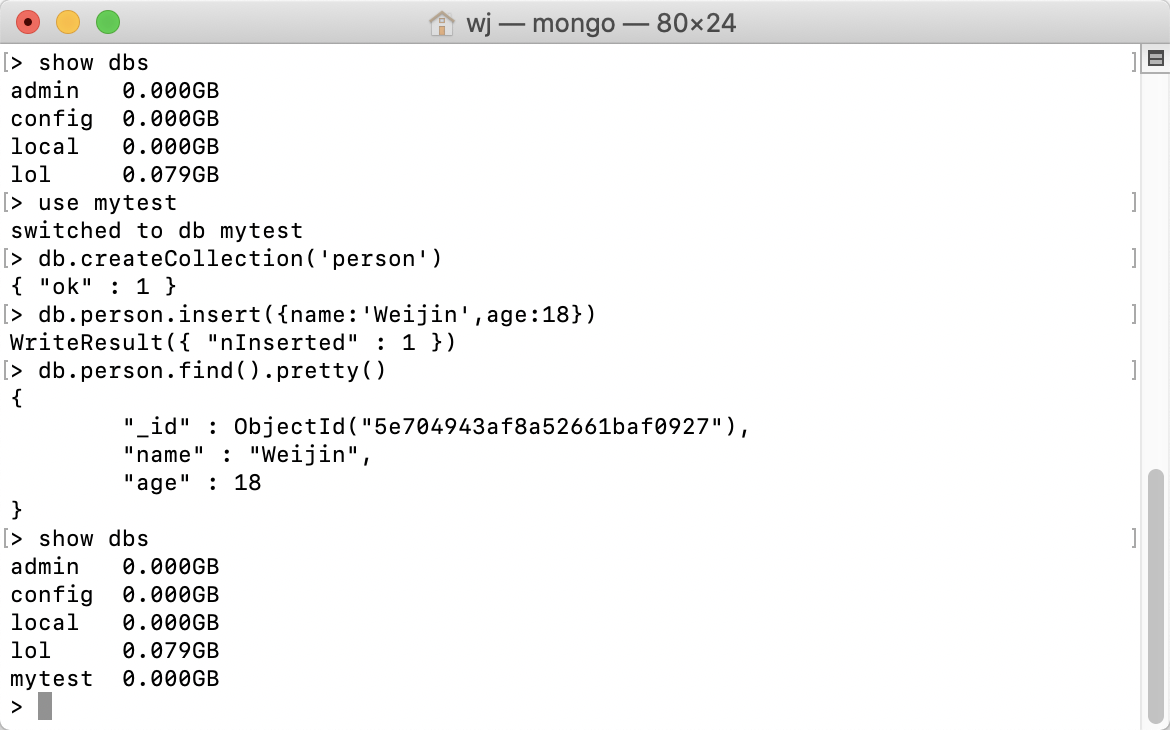 wj — mongo — 80×24
[> show dbs ]
admin   0.000GB
config  0.000GB
local   0.000GB
lol     0.079GB
[> use mytest ]
switched to db mytest
[> db.createCollection('person') ]
{ "ok" : 1 }
[> db.person.insert({name:'Weijin',age:18}) ]
WriteResult({ "nInserted" : 1 })
[> db.person.find().pretty() ]
{
        "_id" : ObjectId("5e704943af8a52661baf0927"),
        "name" : "Weijin",
        "age" : 18
}
[> show dbs ]
admin   0.000GB
config  0.000GB
local   0.000GB
lol     0.079GB
mytest  0.000GB
>